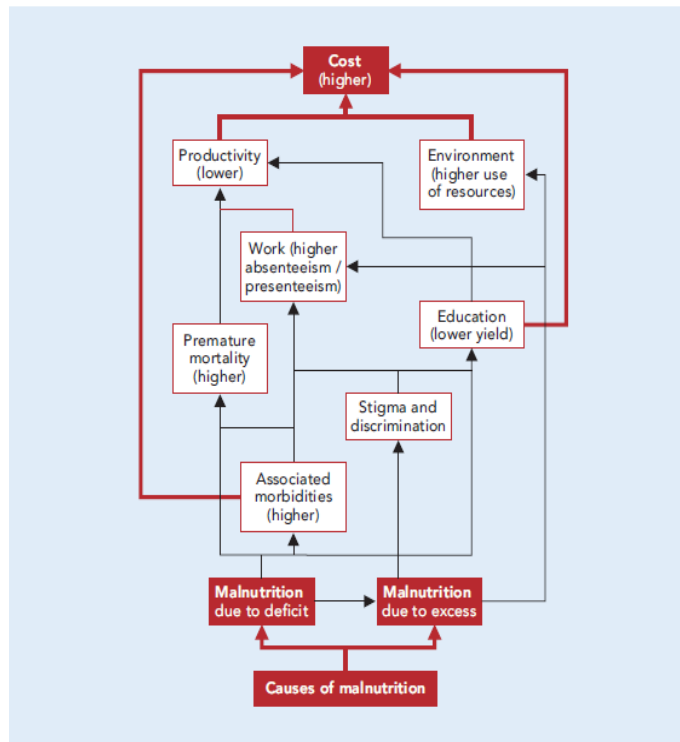 Cost
(higher)
Productivity
(lower)
Environment
(higher use
of resources)
Work (higher
absenteeism /
presenteeism)
Education
(lower yield)
Premature
mortality
(higher)
Stigma and
discrimination
Associated
morbidities
(higher)
Malnutrition
due to deficit
Malnutrition
due to excess
Causes of malnutrition